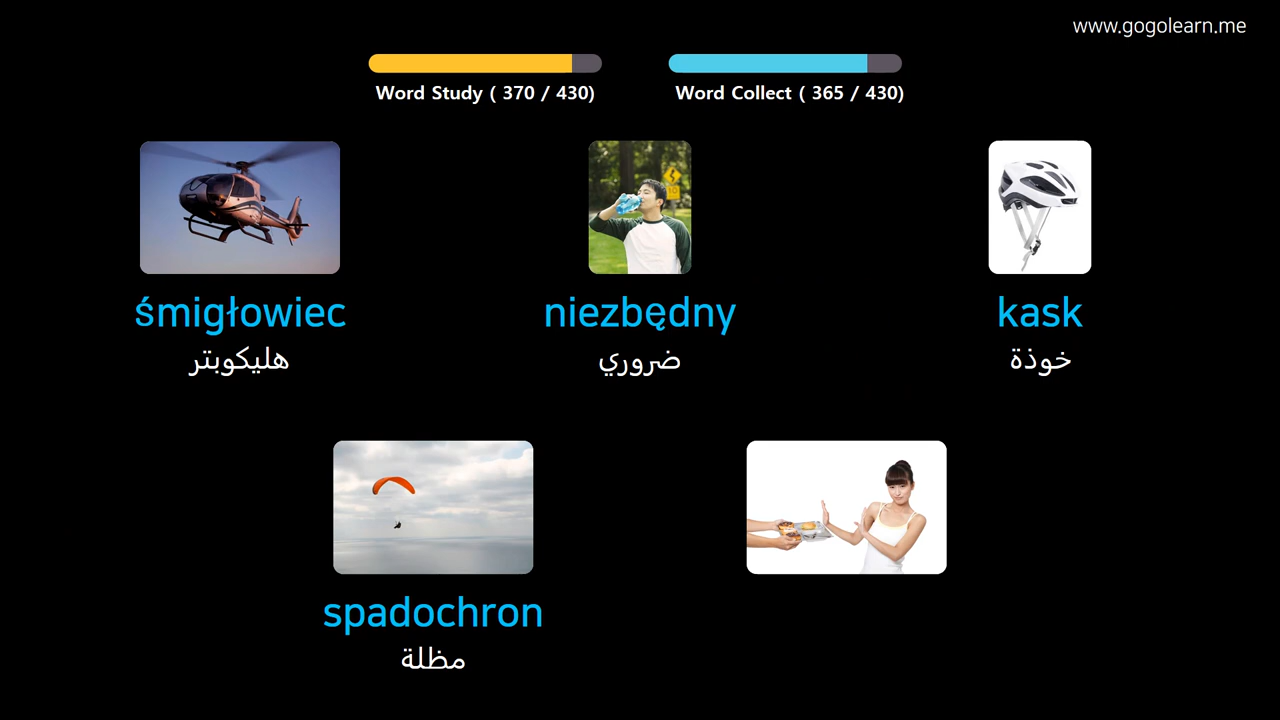 www.gogolearn.me
Word Study ( 370 / 430)
Word Collect ( 365 / 430)
śmigłowiec
هليكوبتر
niezbędny
ضروري
kask
خوذة
spadochron
مظلة